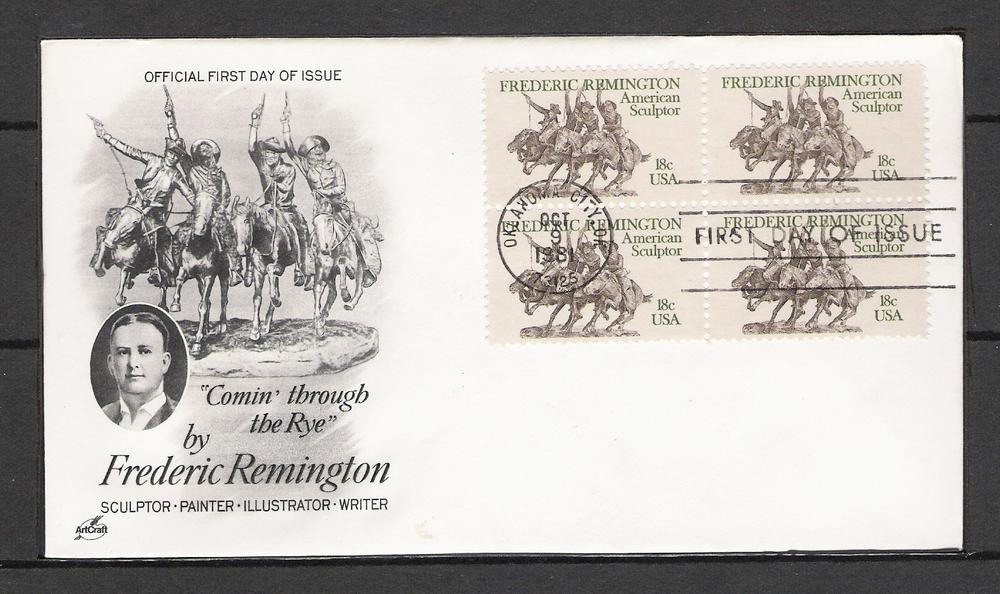 OFFICIAL FIRST DAY OF ISSUE
"Comin' through
the Rye"
by
Frederic Remington
SCULPTOR · PAINTER · ILLUSTRATOR · WRITER
ArtCraft
FREDERIC REMINGTON
American
Sculptor
18c
USA
FREDERIC REMINGTON
American
Sculptor
18c
USA
FREDERIC REMINGTON
American
Sculptor
18c
USA
FREDERIC REMINGTON
American
Sculptor
18c
USA
OKLAHOMA CITY, OK
OCT
9
1981
73125
FIRST DAY OF ISSUE